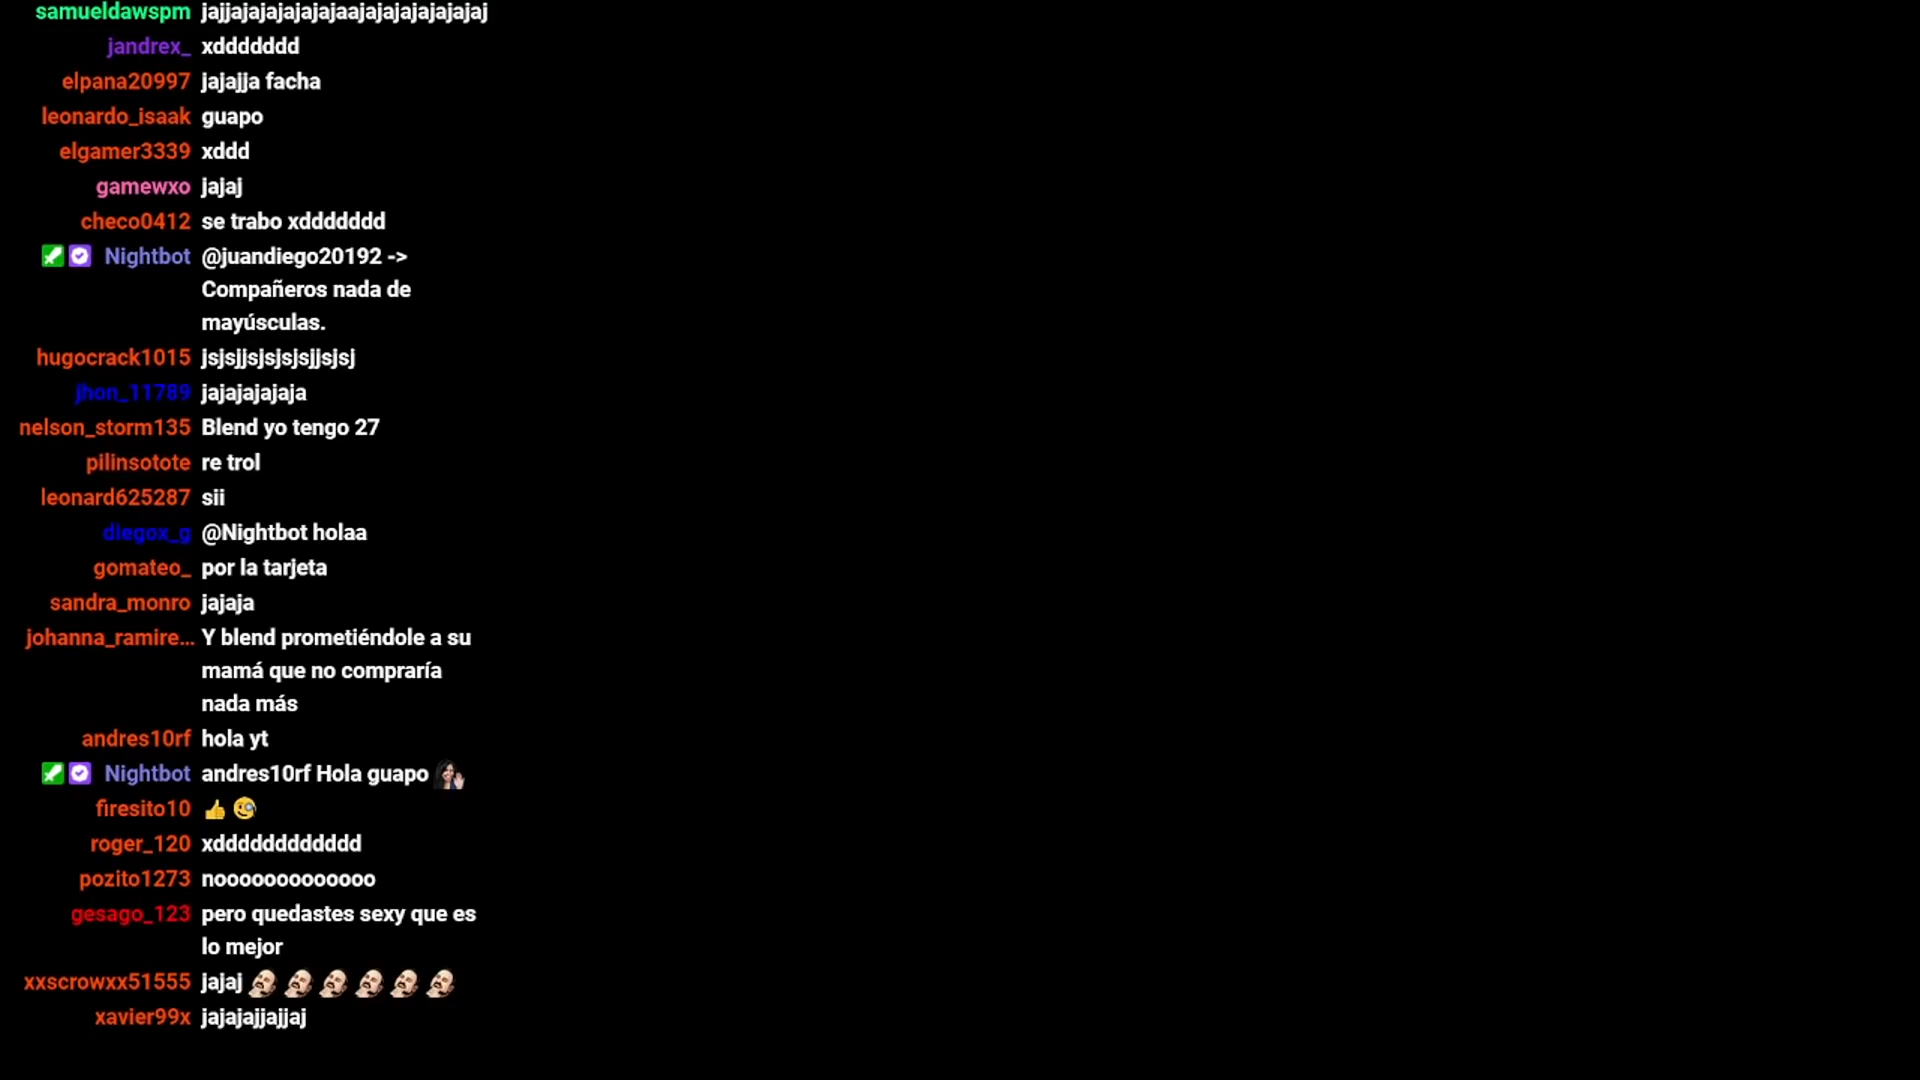 samueldawspm jajjajajajajajaajajajajajajaj
jandrex_ xddddddd
elpana20997 jajajja facha
leonardo_isaak guapo
elgamer3339 xddd
gamewxo jajaj
checo0412 se trabo xddddddd
Nightbot @juandiego20192 ->
Compañeros nada de
mayúsculas.
hugocrack1015 jsjsjjsjsjsjsjjsjsj
jhon_11789 jajajajajaja
nelson_storm135 Blend yo tengo 27
pilinsotote re trol
leonard625287 sii
diegox_g @Nightbot holaa
gomateo_ por la tarjeta
sandra_monro jajaja
johanna_ramire... Y blend prometiéndole a su
mamá que no compraría
nada más
andres10rf hola yt
Nightbot andres10rf Hola guapo
firesito10 👍 🧐
roger_120 xdddddddddddd
pozito1273 nooooooooooooo
gesago_123 pero quedastes sexy que es
lo mejor
xxscrowxx51555 jajaj
xavier99x jajajajjajjaj